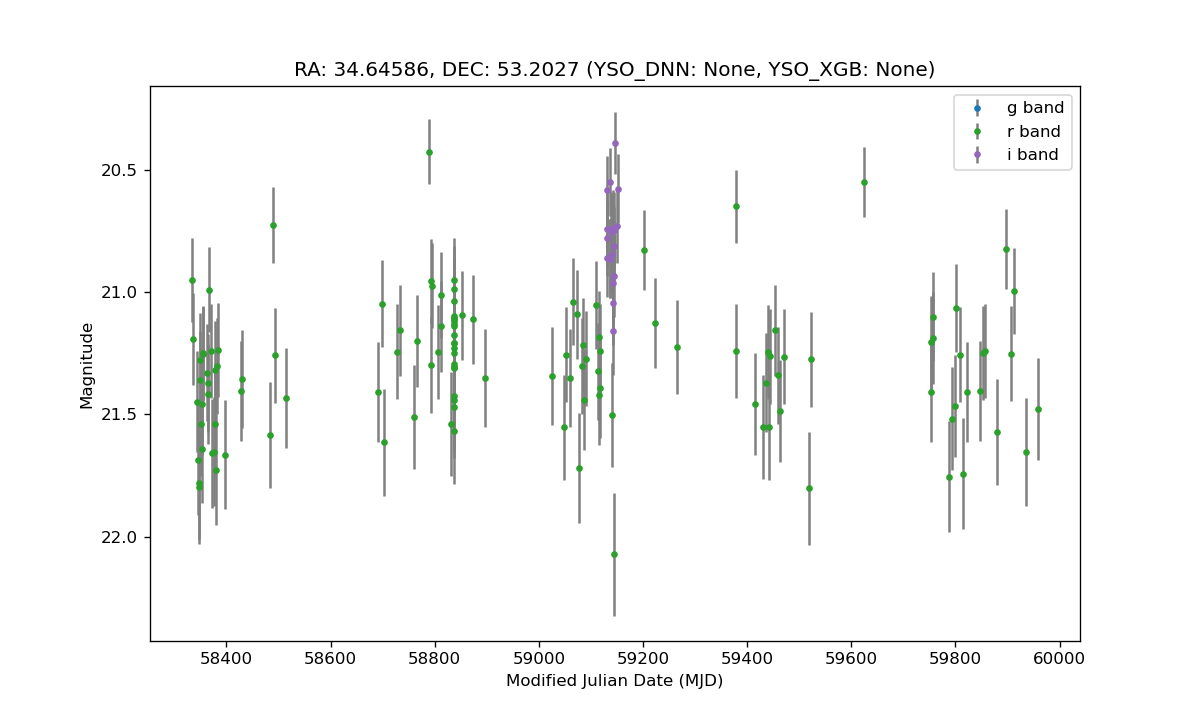 RA: 34.64586, DEC: 53.2027 (YSO_DNN: None, YSO_XGB: None)
g band
r band
i band
20.5
21.0
21.5
22.0
Magnitude
58400 58600 58800 59000 59200 59400 59600 59800 60000
Modified Julian Date (MJD)